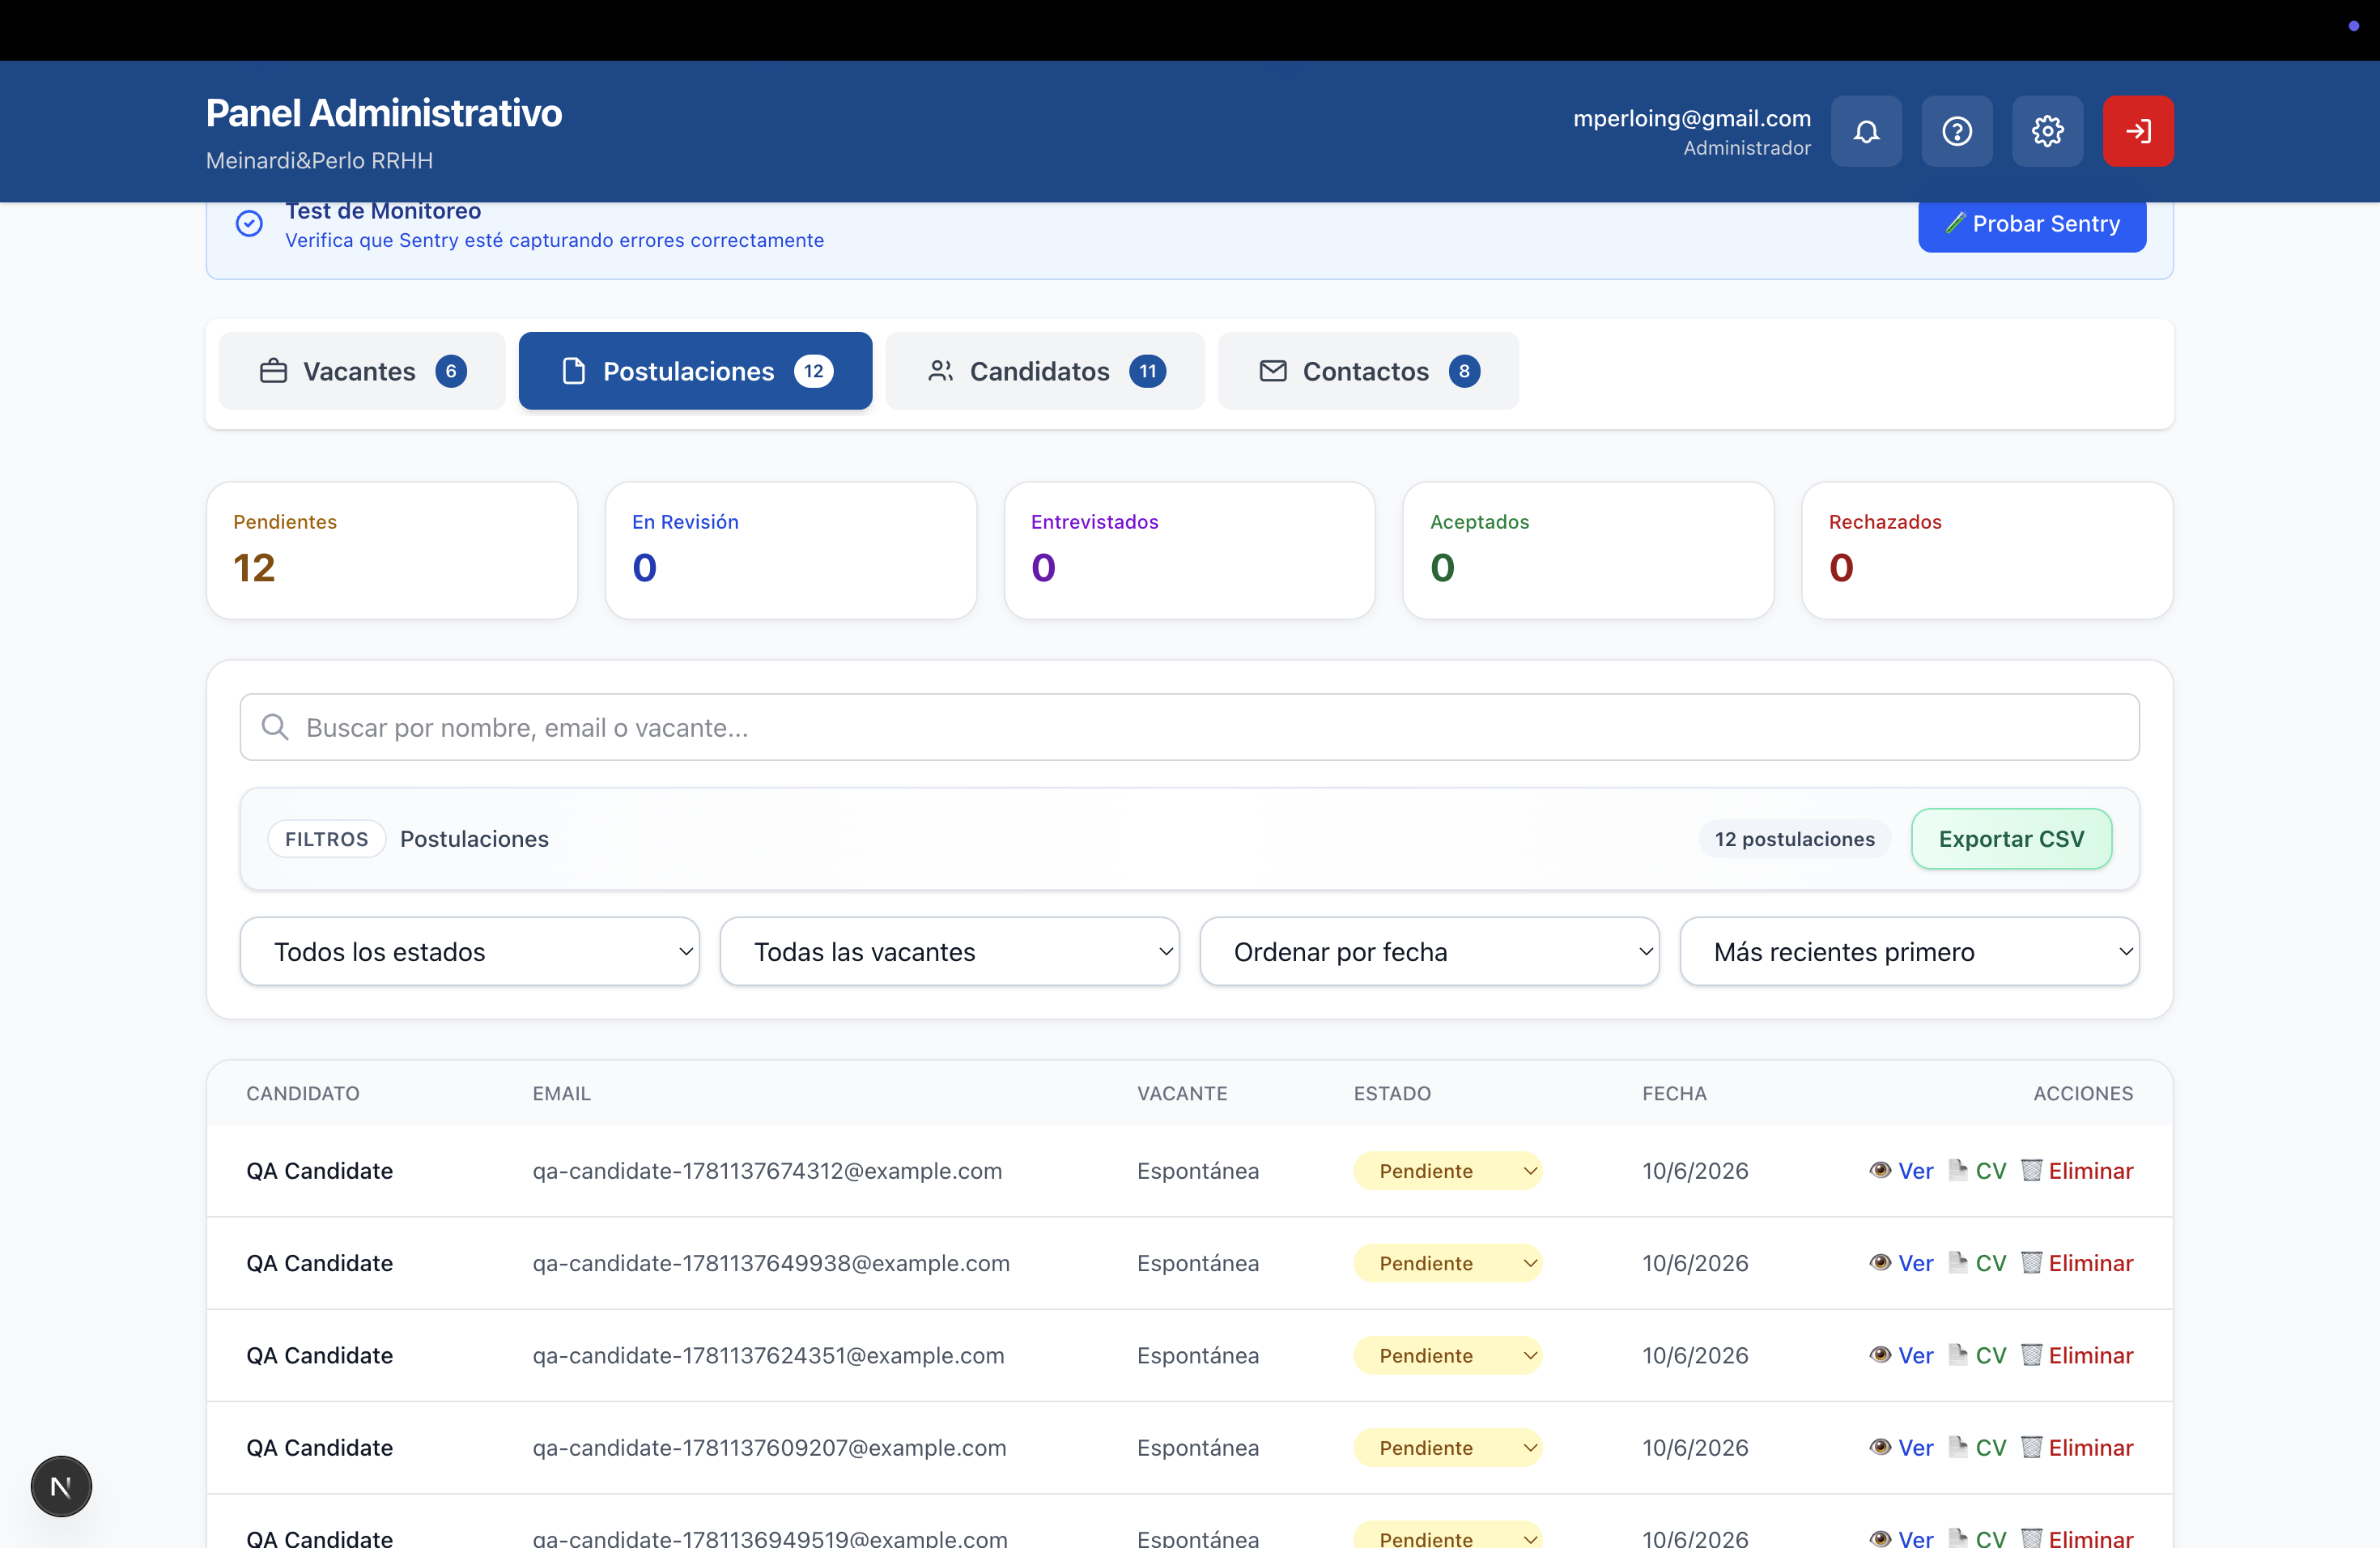 Panel Administrativo
Meinardi&Perlo RRHH
mperloing@gmail.com
Administrador
Test de Monitoreo
Verifica que Sentry esté capturando errores correctamente
Probar Sentry
Vacantes 6
Postulaciones 12
Candidatos 11
Contactos 8
Pendientes
12
En Revisión
0
Entrevistados
0
Aceptados
0
Rechazados
0
Buscar por nombre, email o vacante...
FILTROS Postulaciones
12 postulaciones
Exportar CSV
Todos los estados
Todas las vacantes
Ordenar por fecha
Más recientes primero
CANDIDATO EMAIL VACANTE ESTADO FECHA ACCIONES
QA Candidate qa-candidate-1781137674312@example.com Espontánea Pendiente 10/6/2026 Ver CV Eliminar
QA Candidate qa-candidate-1781137649938@example.com Espontánea Pendiente 10/6/2026 Ver CV Eliminar
QA Candidate qa-candidate-1781137624351@example.com Espontánea Pendiente 10/6/2026 Ver CV Eliminar
QA Candidate qa-candidate-1781137609207@example.com Espontánea Pendiente 10/6/2026 Ver CV Eliminar
QA Candidate qa-candidate-1781136949519@example.com Espontánea Pendiente 10/6/2026 Ver CV Eliminar
N